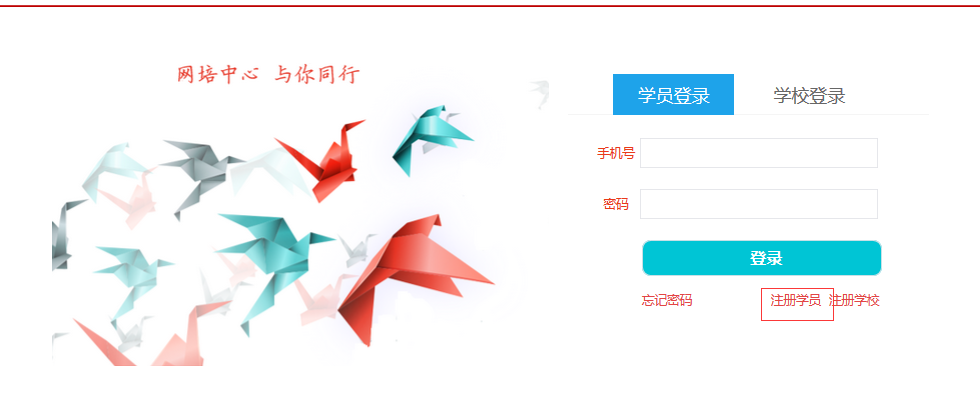 网培中心 与你同行
学员登录 学校登录
手机号
密码
登录
忘记密码 注册学员 注册学校